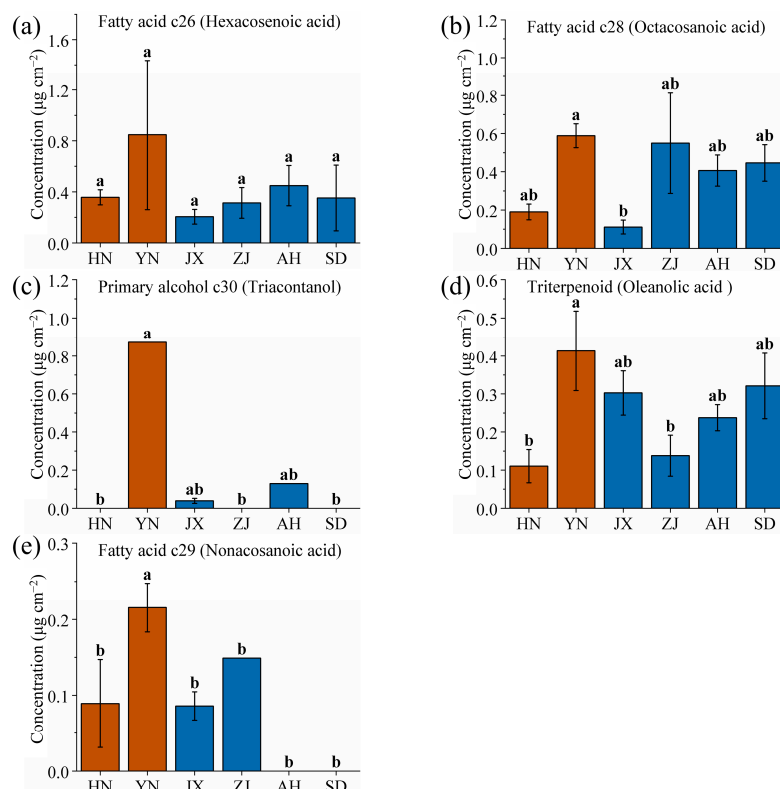 (a)
Fatty acid c26 (Hexacosenoic acid)
Concentration (μg cm⁻²)
1.6
1.2
0.8
0.4
0.0
a
a
a
a
a
a
HN YN JX ZJ AH SD
(b)
Fatty acid c28 (Octacosanoic acid)
Concentration (μg cm⁻²)
1.2
1.0
0.8
0.6
0.4
0.2
0.0
ab
a
b
ab
ab
ab
HN YN JX ZJ AH SD
(c)
Primary alcohol c30 (Triacontanol)
Concentration (μg cm⁻²)
1.2
1.0
0.8
0.6
0.4
0.2
0.0
b
a
ab
b
ab
b
HN YN JX ZJ AH SD
(d)
Triterpenoid (Oleanolic acid )
Concentration (μg cm⁻²)
0.6
0.5
0.4
0.3
0.2
0.1
0.0
b
a
ab
b
ab
ab
HN YN JX ZJ AH SD
(e)
Fatty acid c29 (Nonacosanoic acid)
Concentration (μg cm⁻²)
0.3
0.2
0.1
0.0
b
a
b
b
b
b
HN YN JX ZJ AH SD